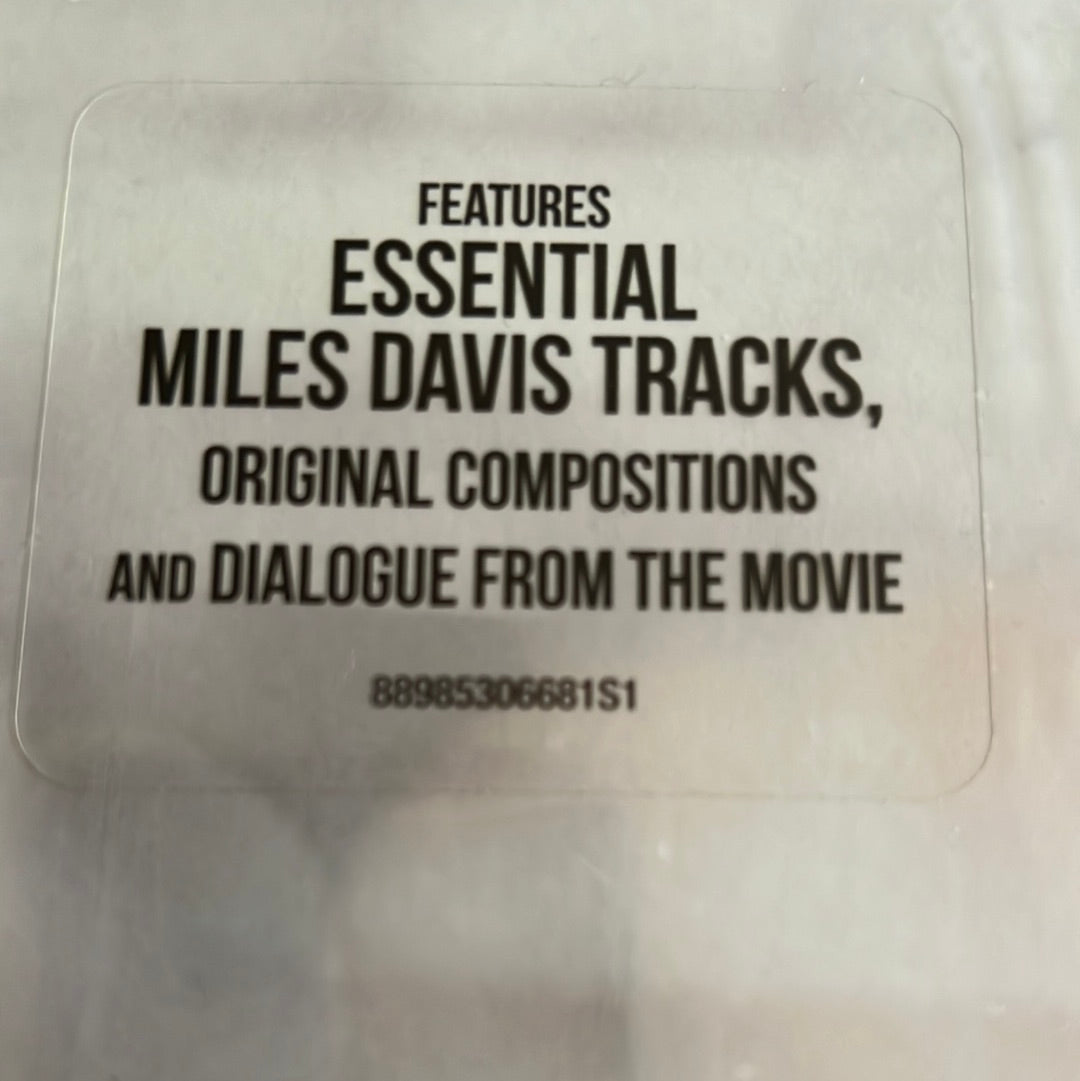 FEATURES
ESSENTIAL
MILES DAVIS TRACKS,
ORIGINAL COMPOSITIONS
AND DIALOGUE FROM THE MOVIE
88985306681S1